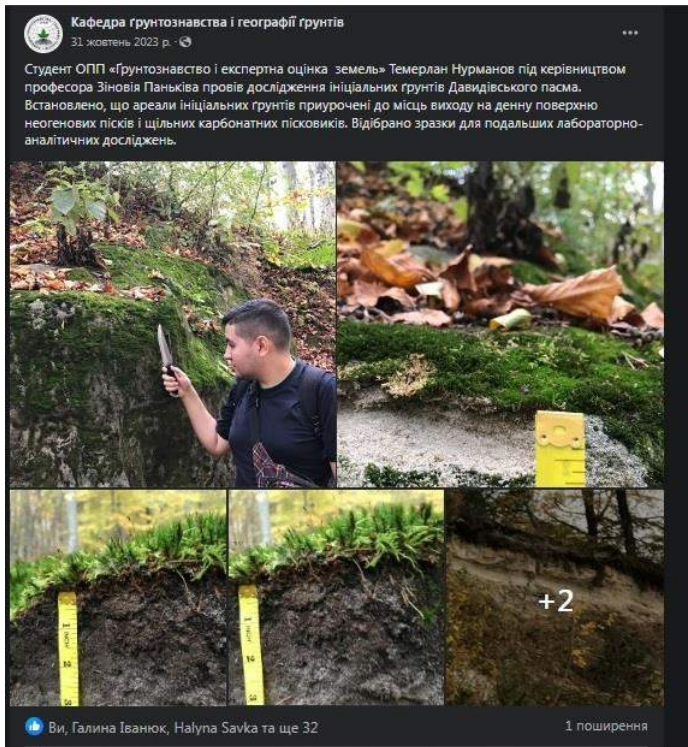 Кафедра ґрунтознавства і географії ґрунтів
31 жовтень 2023 р. ·
Студент ОПП «Ґрунтознавство і експертна оцінка земель» Темерлан Нурманов під керівництвом
професора Зіновія Паньківа провів дослідження ініціальних ґрунтів Давидівського пасма.
Встановлено, що ареали ініціальних ґрунтів приурочені до місць виходу на денну поверхню
неогенових пісків і щільних карбонатних пісковиків. Відібрано зразки для подальших лабораторно-
аналітичних досліджень.
+2
Ви, Галина Іванюк, Halyna Savka та ще 32
1 поширення